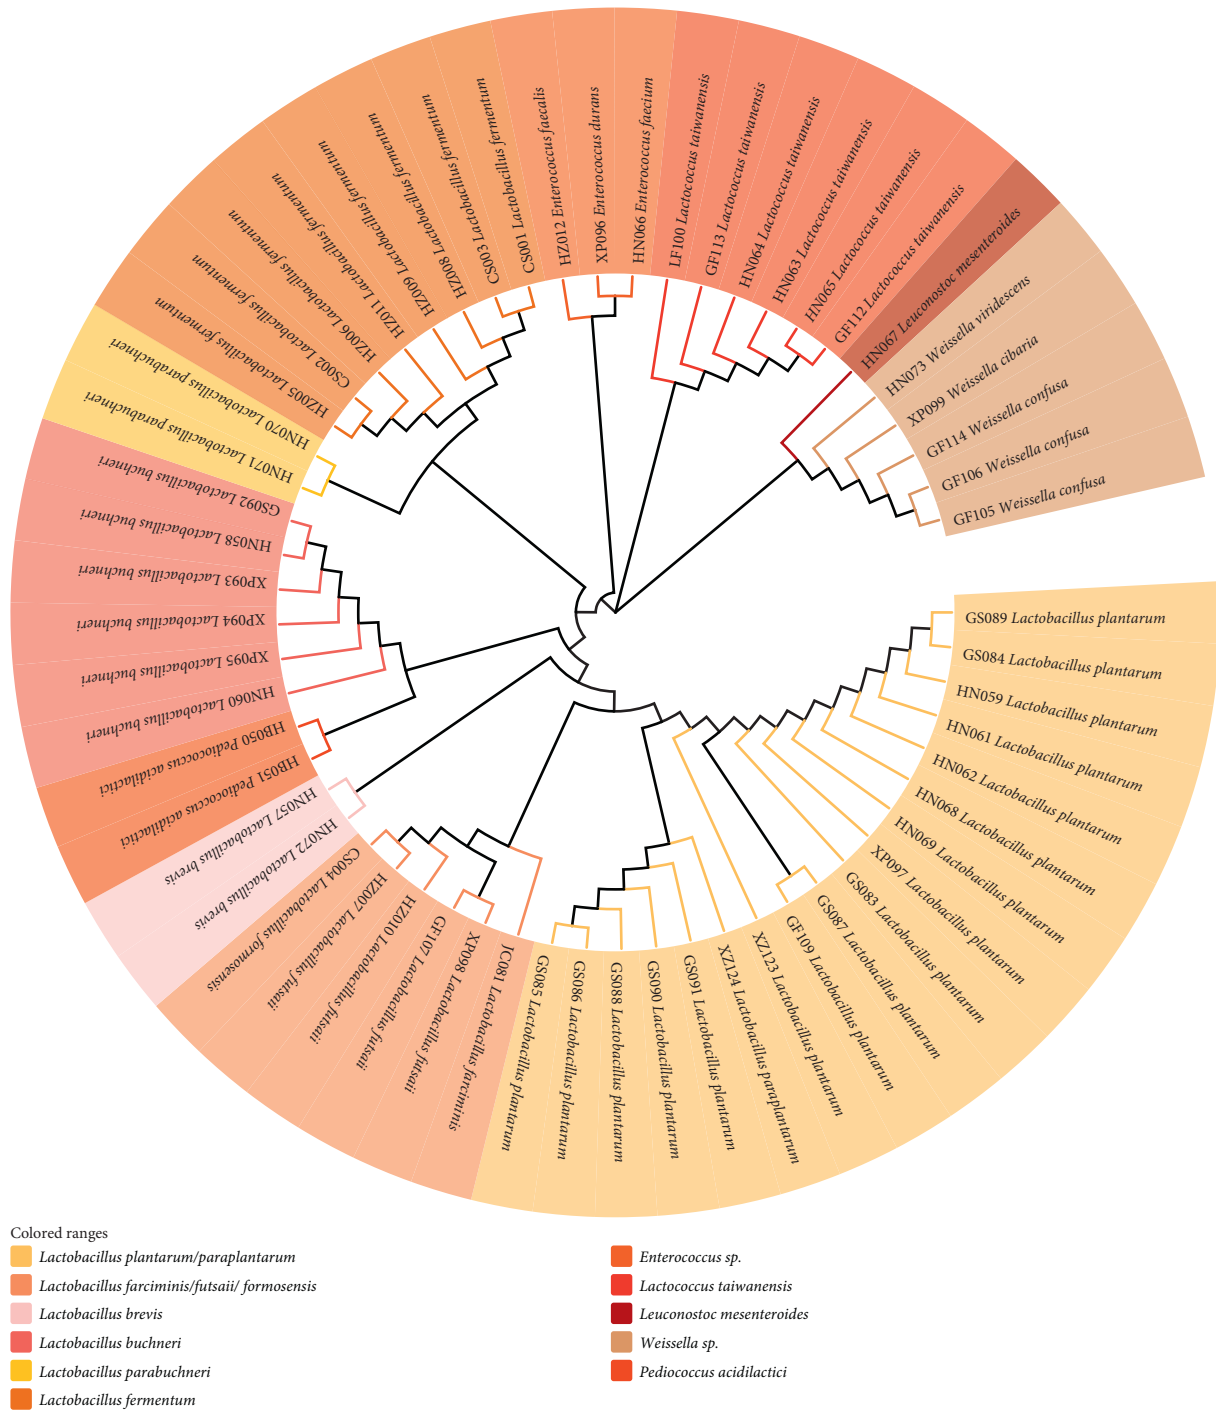 HZ005 Lactobacillus fermentum
CS002 Lactobacillus fermentum
HZ006 Lactobacillus fermentum
HZ011 Lactobacillus fermentum
HZ009 Lactobacillus fermentum
HZ008 Lactobacillus fermentum
CS003 Lactobacillus fermentum
CS001 Lactobacillus fermentum
HZ012 Enterococcus faecalis
XP096 Enterococcus durans
HN066 Enterococcus faecium
LF100 Lactococcus taiwanensis
GF113 Lactococcus taiwanensis
HN064 Lactococcus taiwanensis
HN063 Lactococcus taiwanensis
HN065 Lactococcus taiwanensis
GF112 Lactococcus taiwanensis
HN067 Leuconostoc mesenteroides
HN073 Weissella viridescens
XP099 Weissella cibaria
GF114 Weissella confusa
GF106 Weissella confusa
GF105 Weissella confusa
GS089 Lactobacillus plantarum
GS084 Lactobacillus plantarum
HN059 Lactobacillus plantarum
HN061 Lactobacillus plantarum
HN062 Lactobacillus plantarum
HN068 Lactobacillus plantarum
HN069 Lactobacillus plantarum
XP097 Lactobacillus plantarum
GS083 Lactobacillus plantarum
GS087 Lactobacillus plantarum
GF109 Lactobacillus plantarum
XZ123 Lactobacillus plantarum
XZ124 Lactobacillus paraplantarum
GS091 Lactobacillus plantarum
GS090 Lactobacillus plantarum
GS088 Lactobacillus plantarum
GS086 Lactobacillus plantarum
GS085 Lactobacillus plantarum
JC081 Lactobacillus farciminis
XP098 Lactobacillus futsaii
GF107 Lactobacillus futsaii
HZ010 Lactobacillus futsaii
HZ007 Lactobacillus futsaii
CS004 Lactobacillus formosensis
HN072 Lactobacillus brevis
HN057 Lactobacillus brevis
HB051 Pediococcus acidilactici
HB050 Pediococcus acidilactici
HN060 Lactobacillus buchneri
XP095 Lactobacillus buchneri
XP094 Lactobacillus buchneri
XP093 Lactobacillus buchneri
HN058 Lactobacillus buchneri
GS092 Lactobacillus buchneri
HN071 Lactobacillus parabuchneri
HN070 Lactobacillus parabuchneri
Colored ranges
Lactobacillus plantarum/paraplantarum
Lactobacillus farciminis/futsaii/ formosensis
Lactobacillus brevis
Lactobacillus buchneri
Lactobacillus parabuchneri
Lactobacillus fermentum
Enterococcus sp.
Lactococcus taiwanensis
Leuconostoc mesenteroides
Weissella sp.
Pediococcus acidilactici